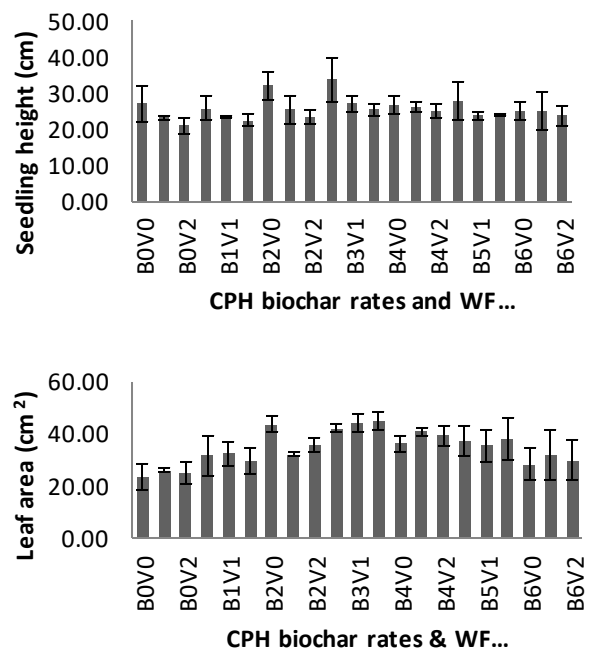 50.00
40.00
30.00
20.00
10.00
0.00
Seedling height (cm)
B0V0
B0V2
B1V1
B2V0
B2V2
B3V1
B4V0
B4V2
B5V1
B6V0
B6V2
CPH biochar rates and WF...
60.00
40.00
20.00
0.00
Leaf area (cm ²)
B0V0
B0V2
B1V1
B2V0
B2V2
B3V1
B4V0
B4V2
B5V1
B6V0
B6V2
CPH biochar rates & WF...